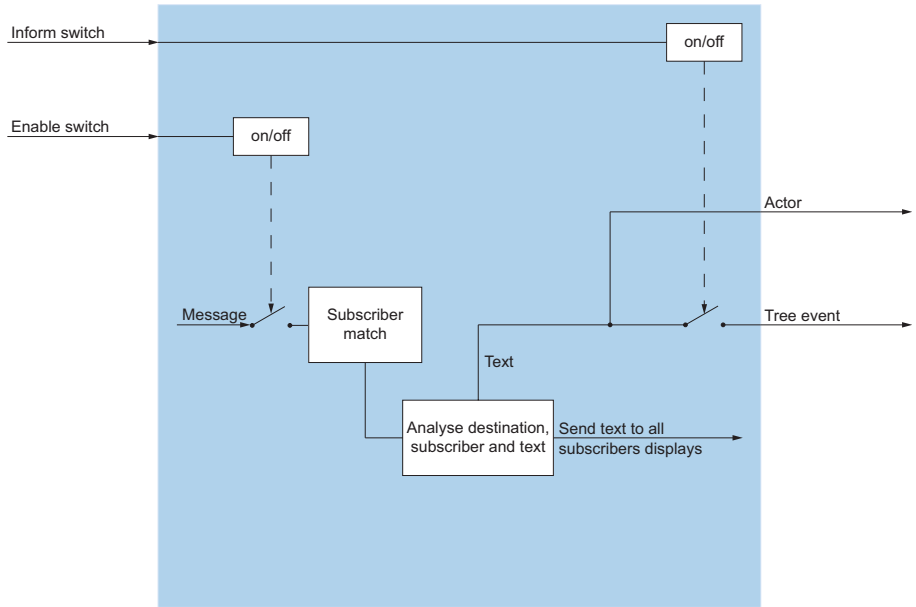 Inform switch
on/off
Enable switch
on/off
Actor
Message
Subscriber
match
Tree event
Text
Analyse destination,
subscriber and text
Send text to all
subscribers displays